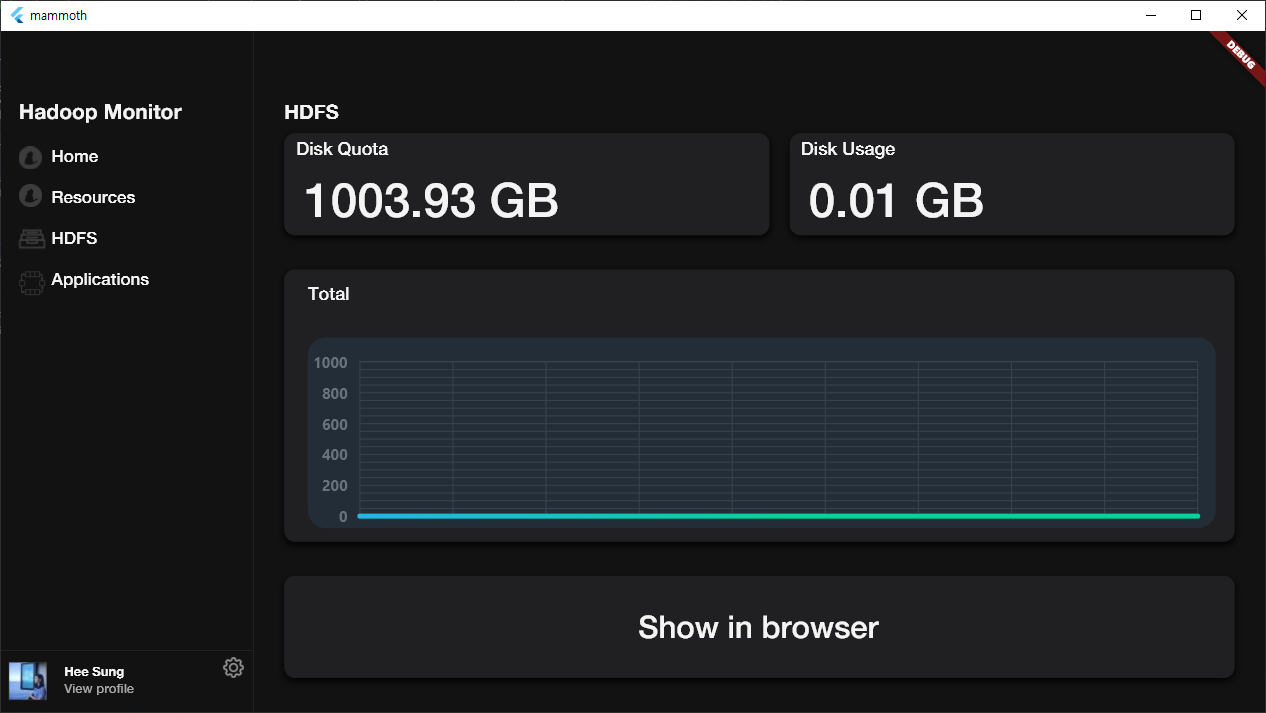 mammoth
DEBUG
Hadoop Monitor
Home
Resources
HDFS
Applications
Hee Sung
View profile
HDFS
Disk Quota
1003.93 GB
Disk Usage
0.01 GB
Total
1000
800
600
400
200
0
Show in browser